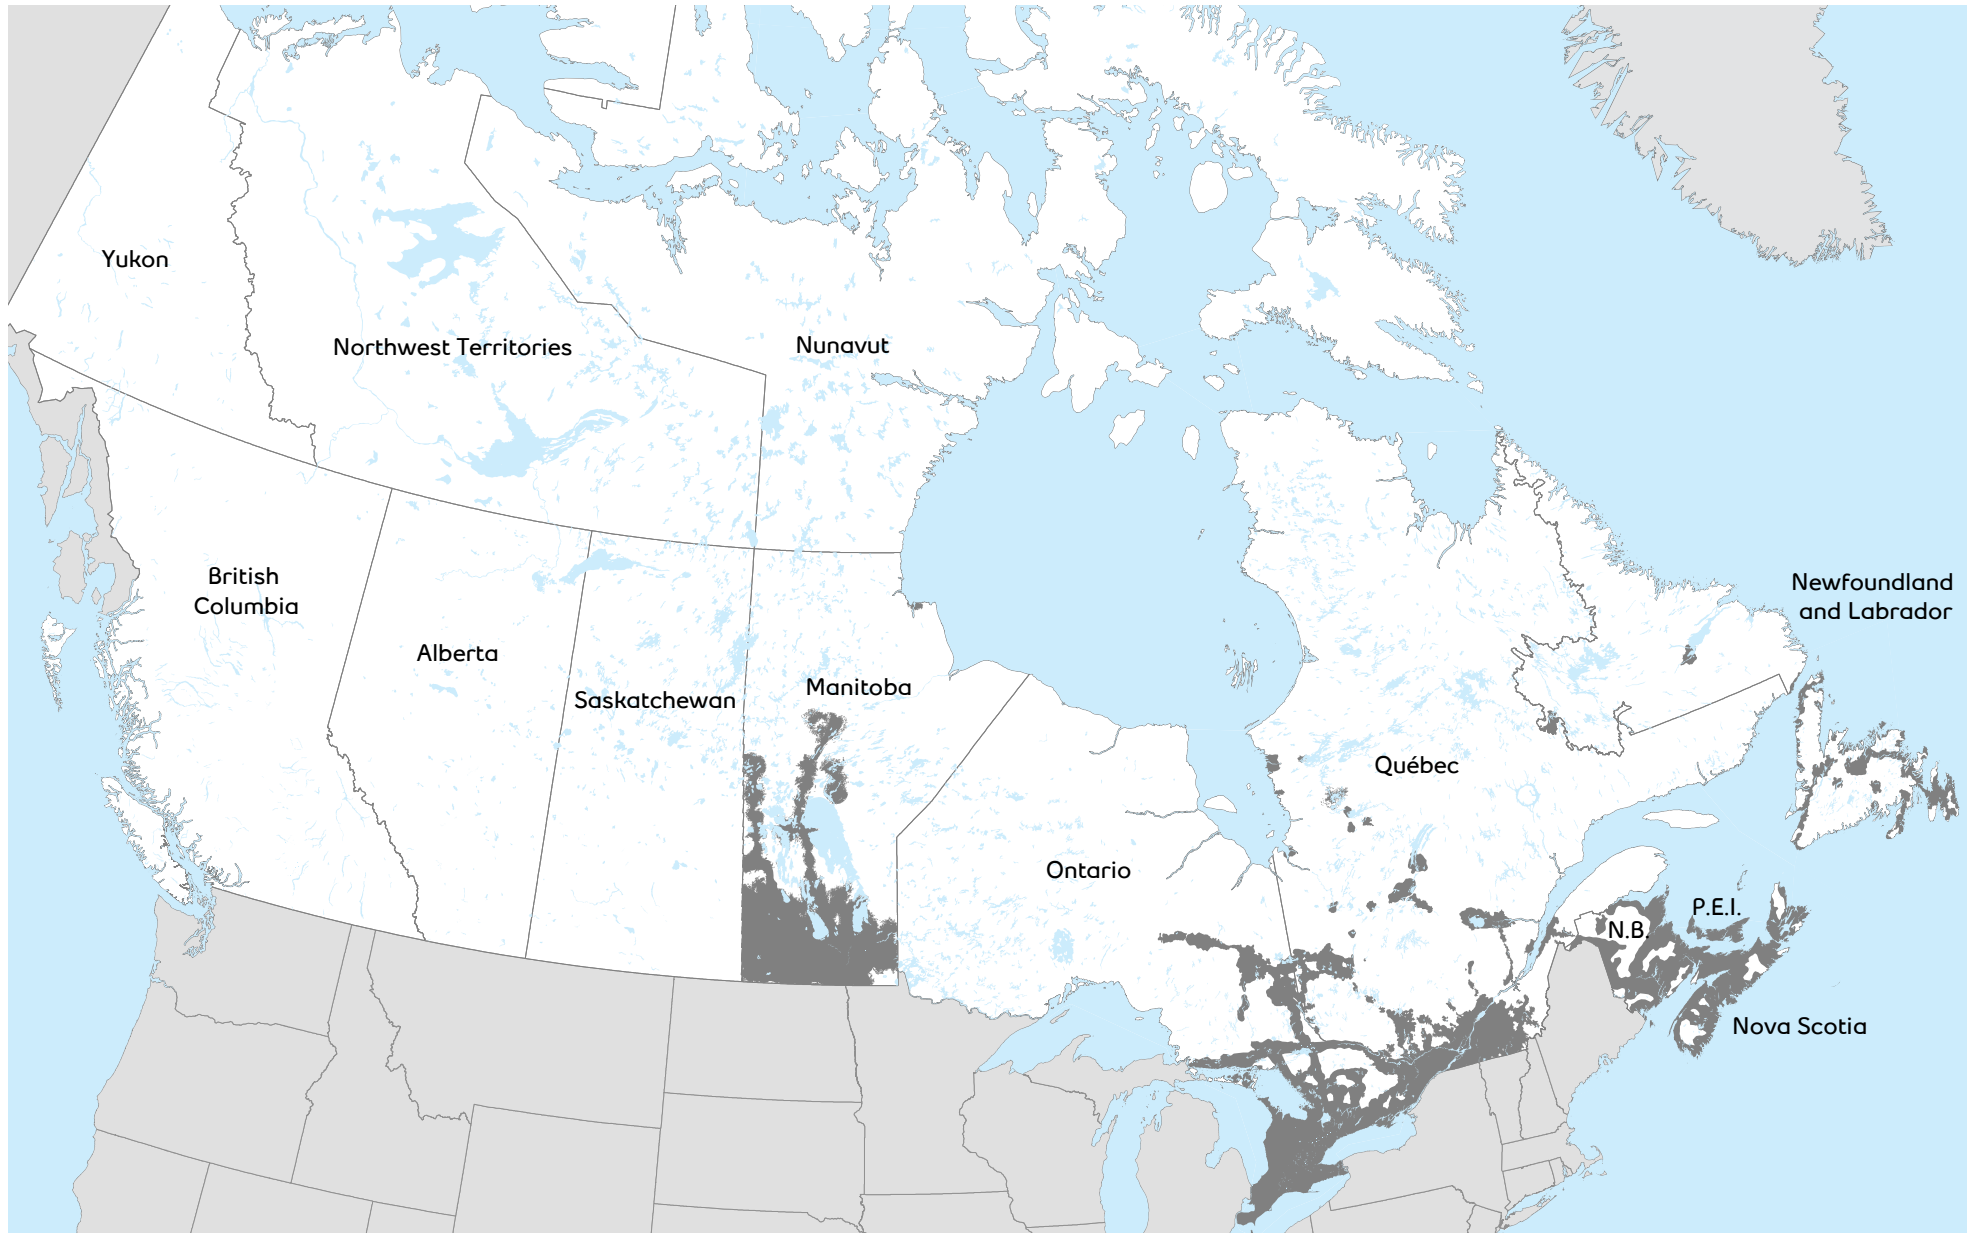 Yukon
Northwest Territories
Nunavut
British
Columbia
Alberta
Saskatchewan
Manitoba
Ontario
Québec
Newfoundland
and Labrador
P.E.I.
N.B.
Nova Scotia